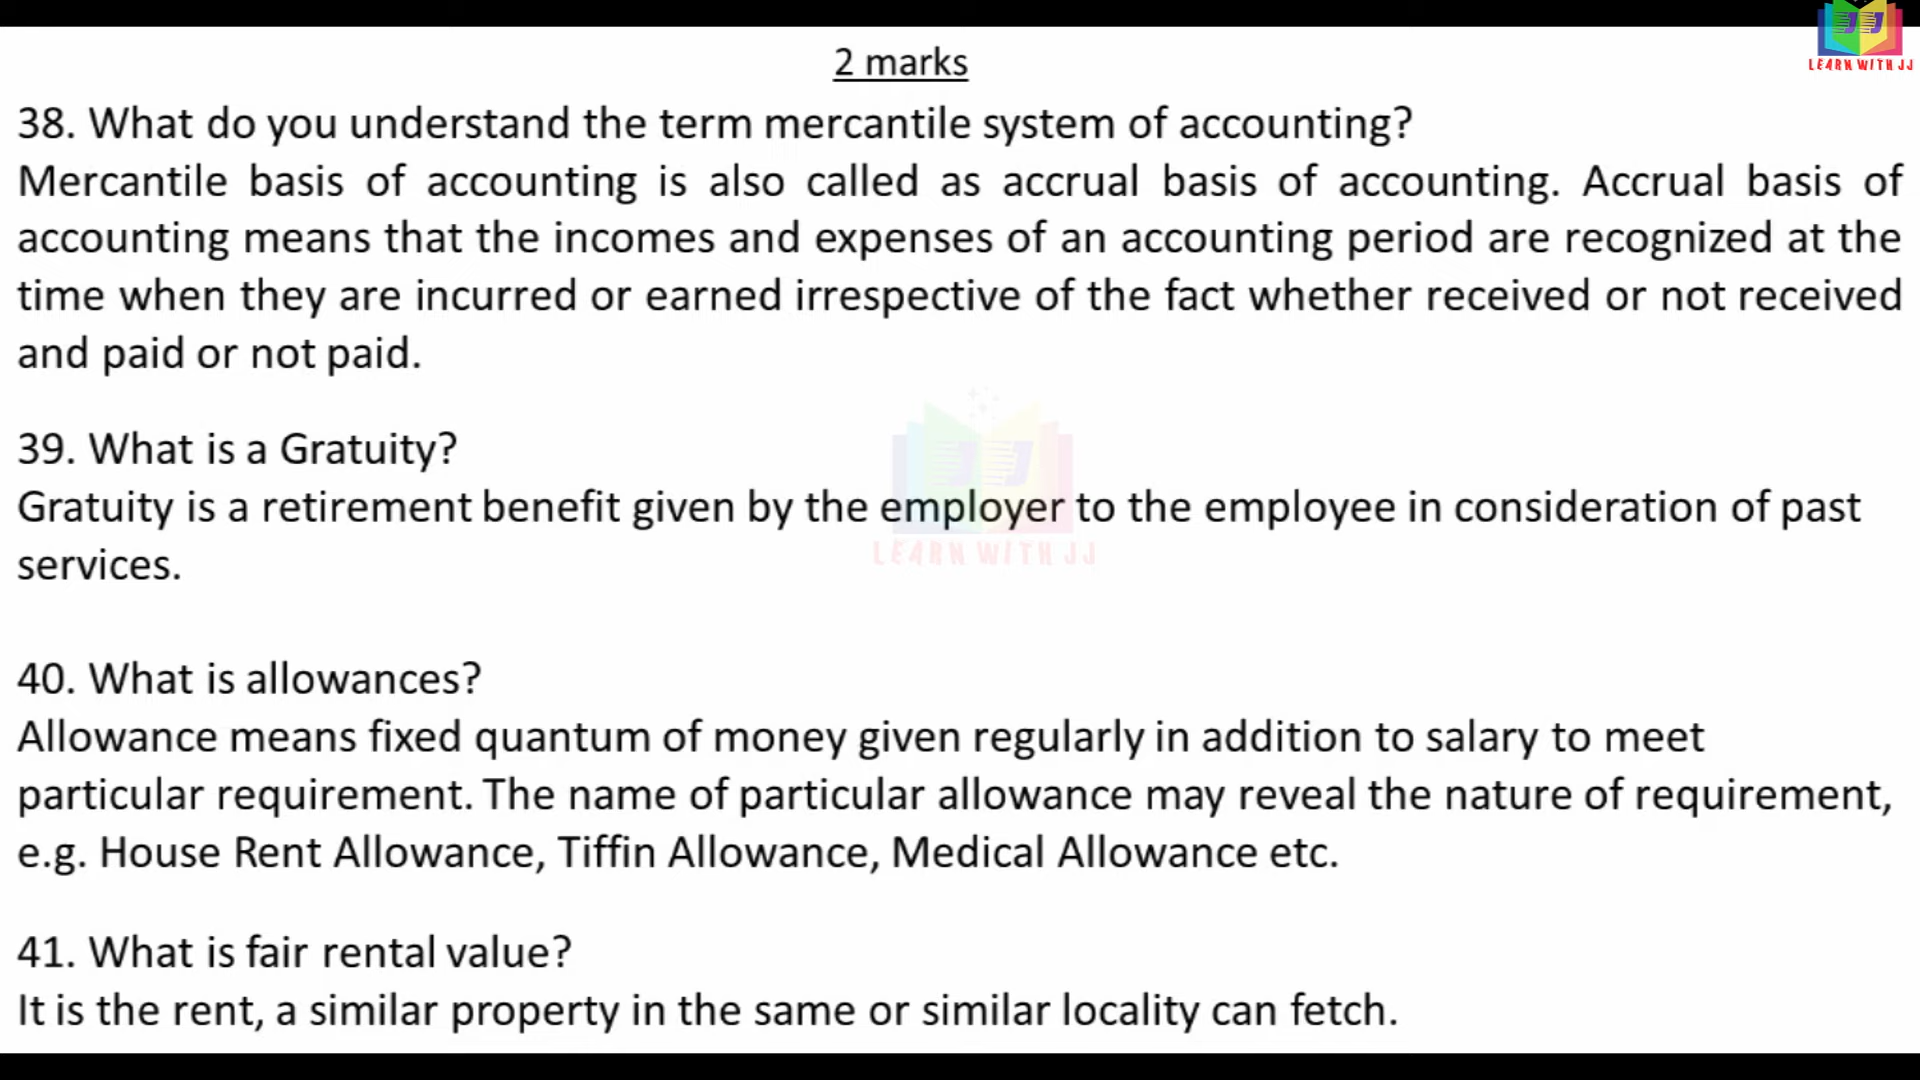 LEARN WITH JJ
2 marks
38. What do you understand the term mercantile system of accounting?
Mercantile basis of accounting is also called as accrual basis of accounting. Accrual basis of
accounting means that the incomes and expenses of an accounting period are recognized at the
time when they are incurred or earned irrespective of the fact whether received or not received
and paid or not paid.
39. What is a Gratuity?
Gratuity is a retirement benefit given by the employer to the employee in consideration of past
services.
LEARN WITH JJ
40. What is allowances?
Allowance means fixed quantum of money given regularly in addition to salary to meet
particular requirement. The name of particular allowance may reveal the nature of requirement,
e.g. House Rent Allowance, Tiffin Allowance, Medical Allowance etc.
41. What is fair rental value?
It is the rent, a similar property in the same or similar locality can fetch.